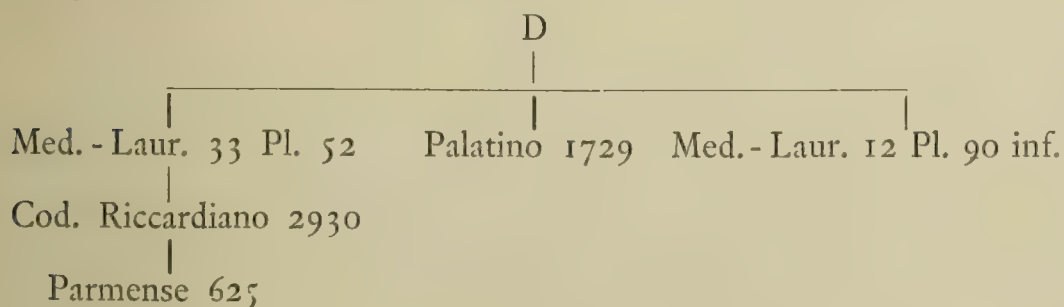 D
Med. - Laur. 33 Pl. 52 Palatino 1729 Med. - Laur. 12 Pl. 90 inf.
Cod. Riccardiano 2930
Parmense 625